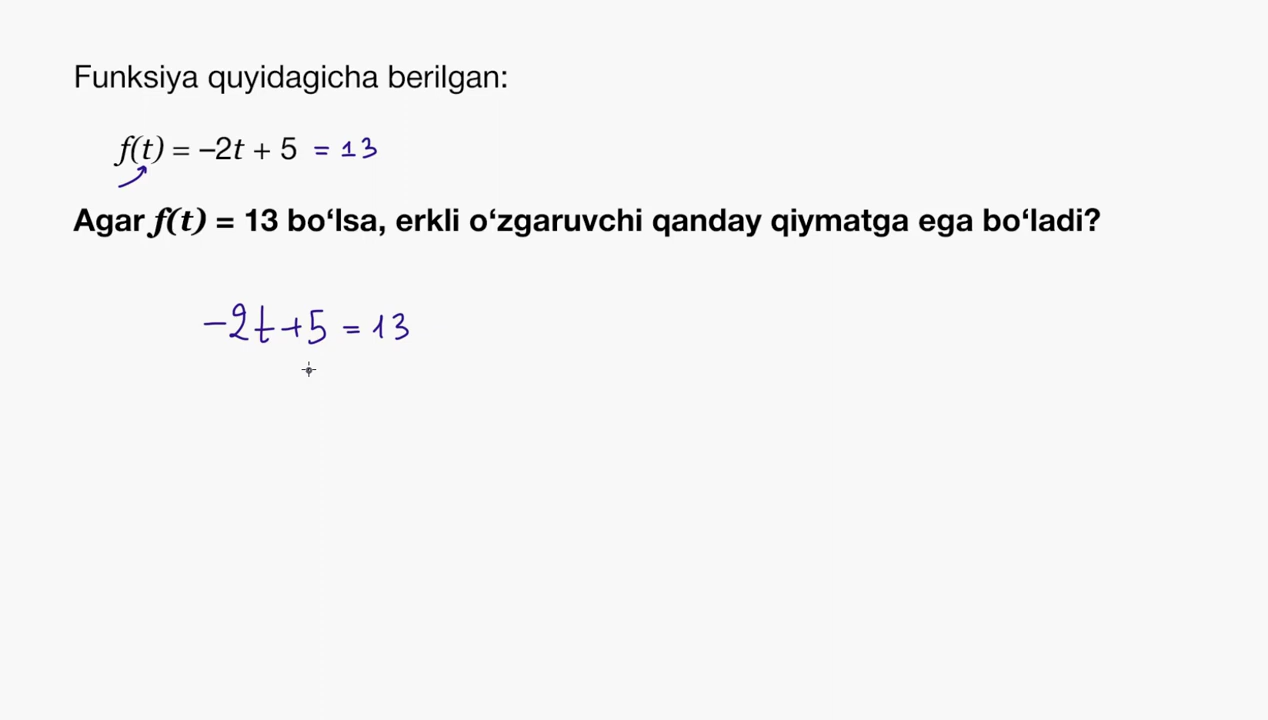 Funksiya quyidagicha berilgan:
f(t) = –2t + 5 = 13
Agar f(t) = 13 bo‘lsa, erkli o‘zgaruvchi qanday qiymatga ega bo‘ladi?
-2t+5 = 13